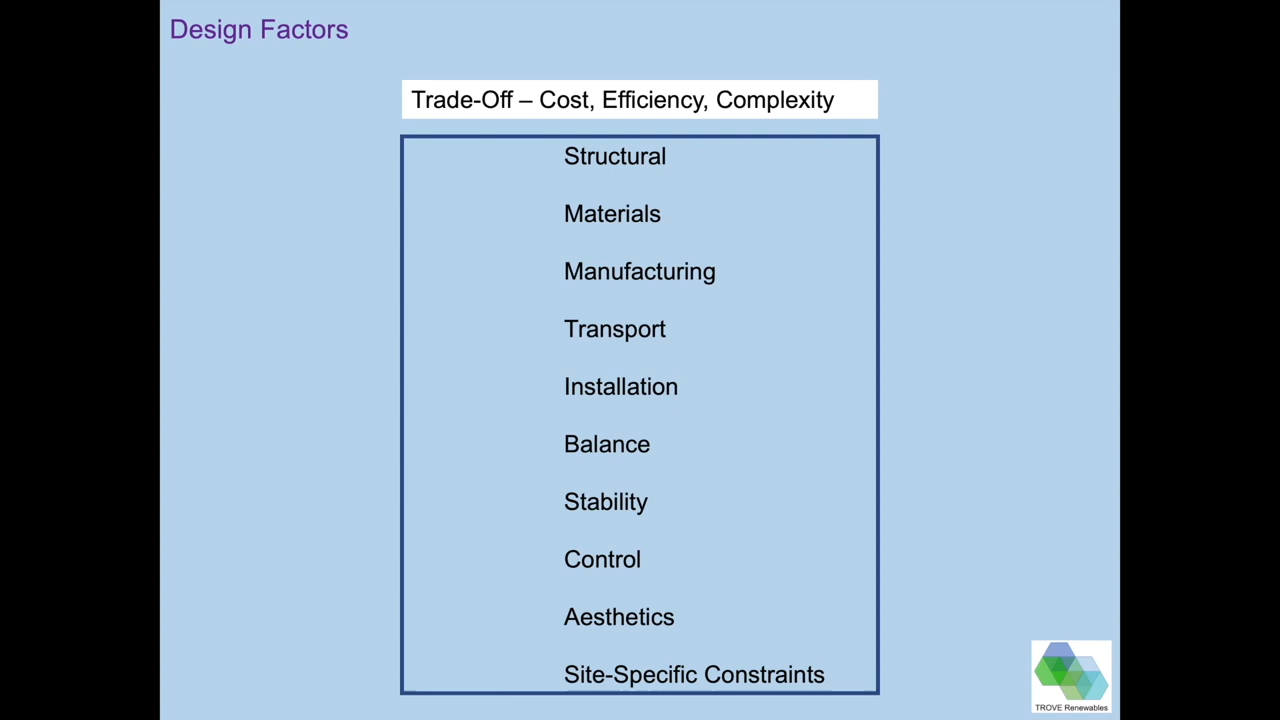 Design Factors
Trade-Off – Cost, Efficiency, Complexity
Structural
Materials
Manufacturing
Transport
Installation
Balance
Stability
Control
Aesthetics
Site-Specific Constraints
TROVE Renewables